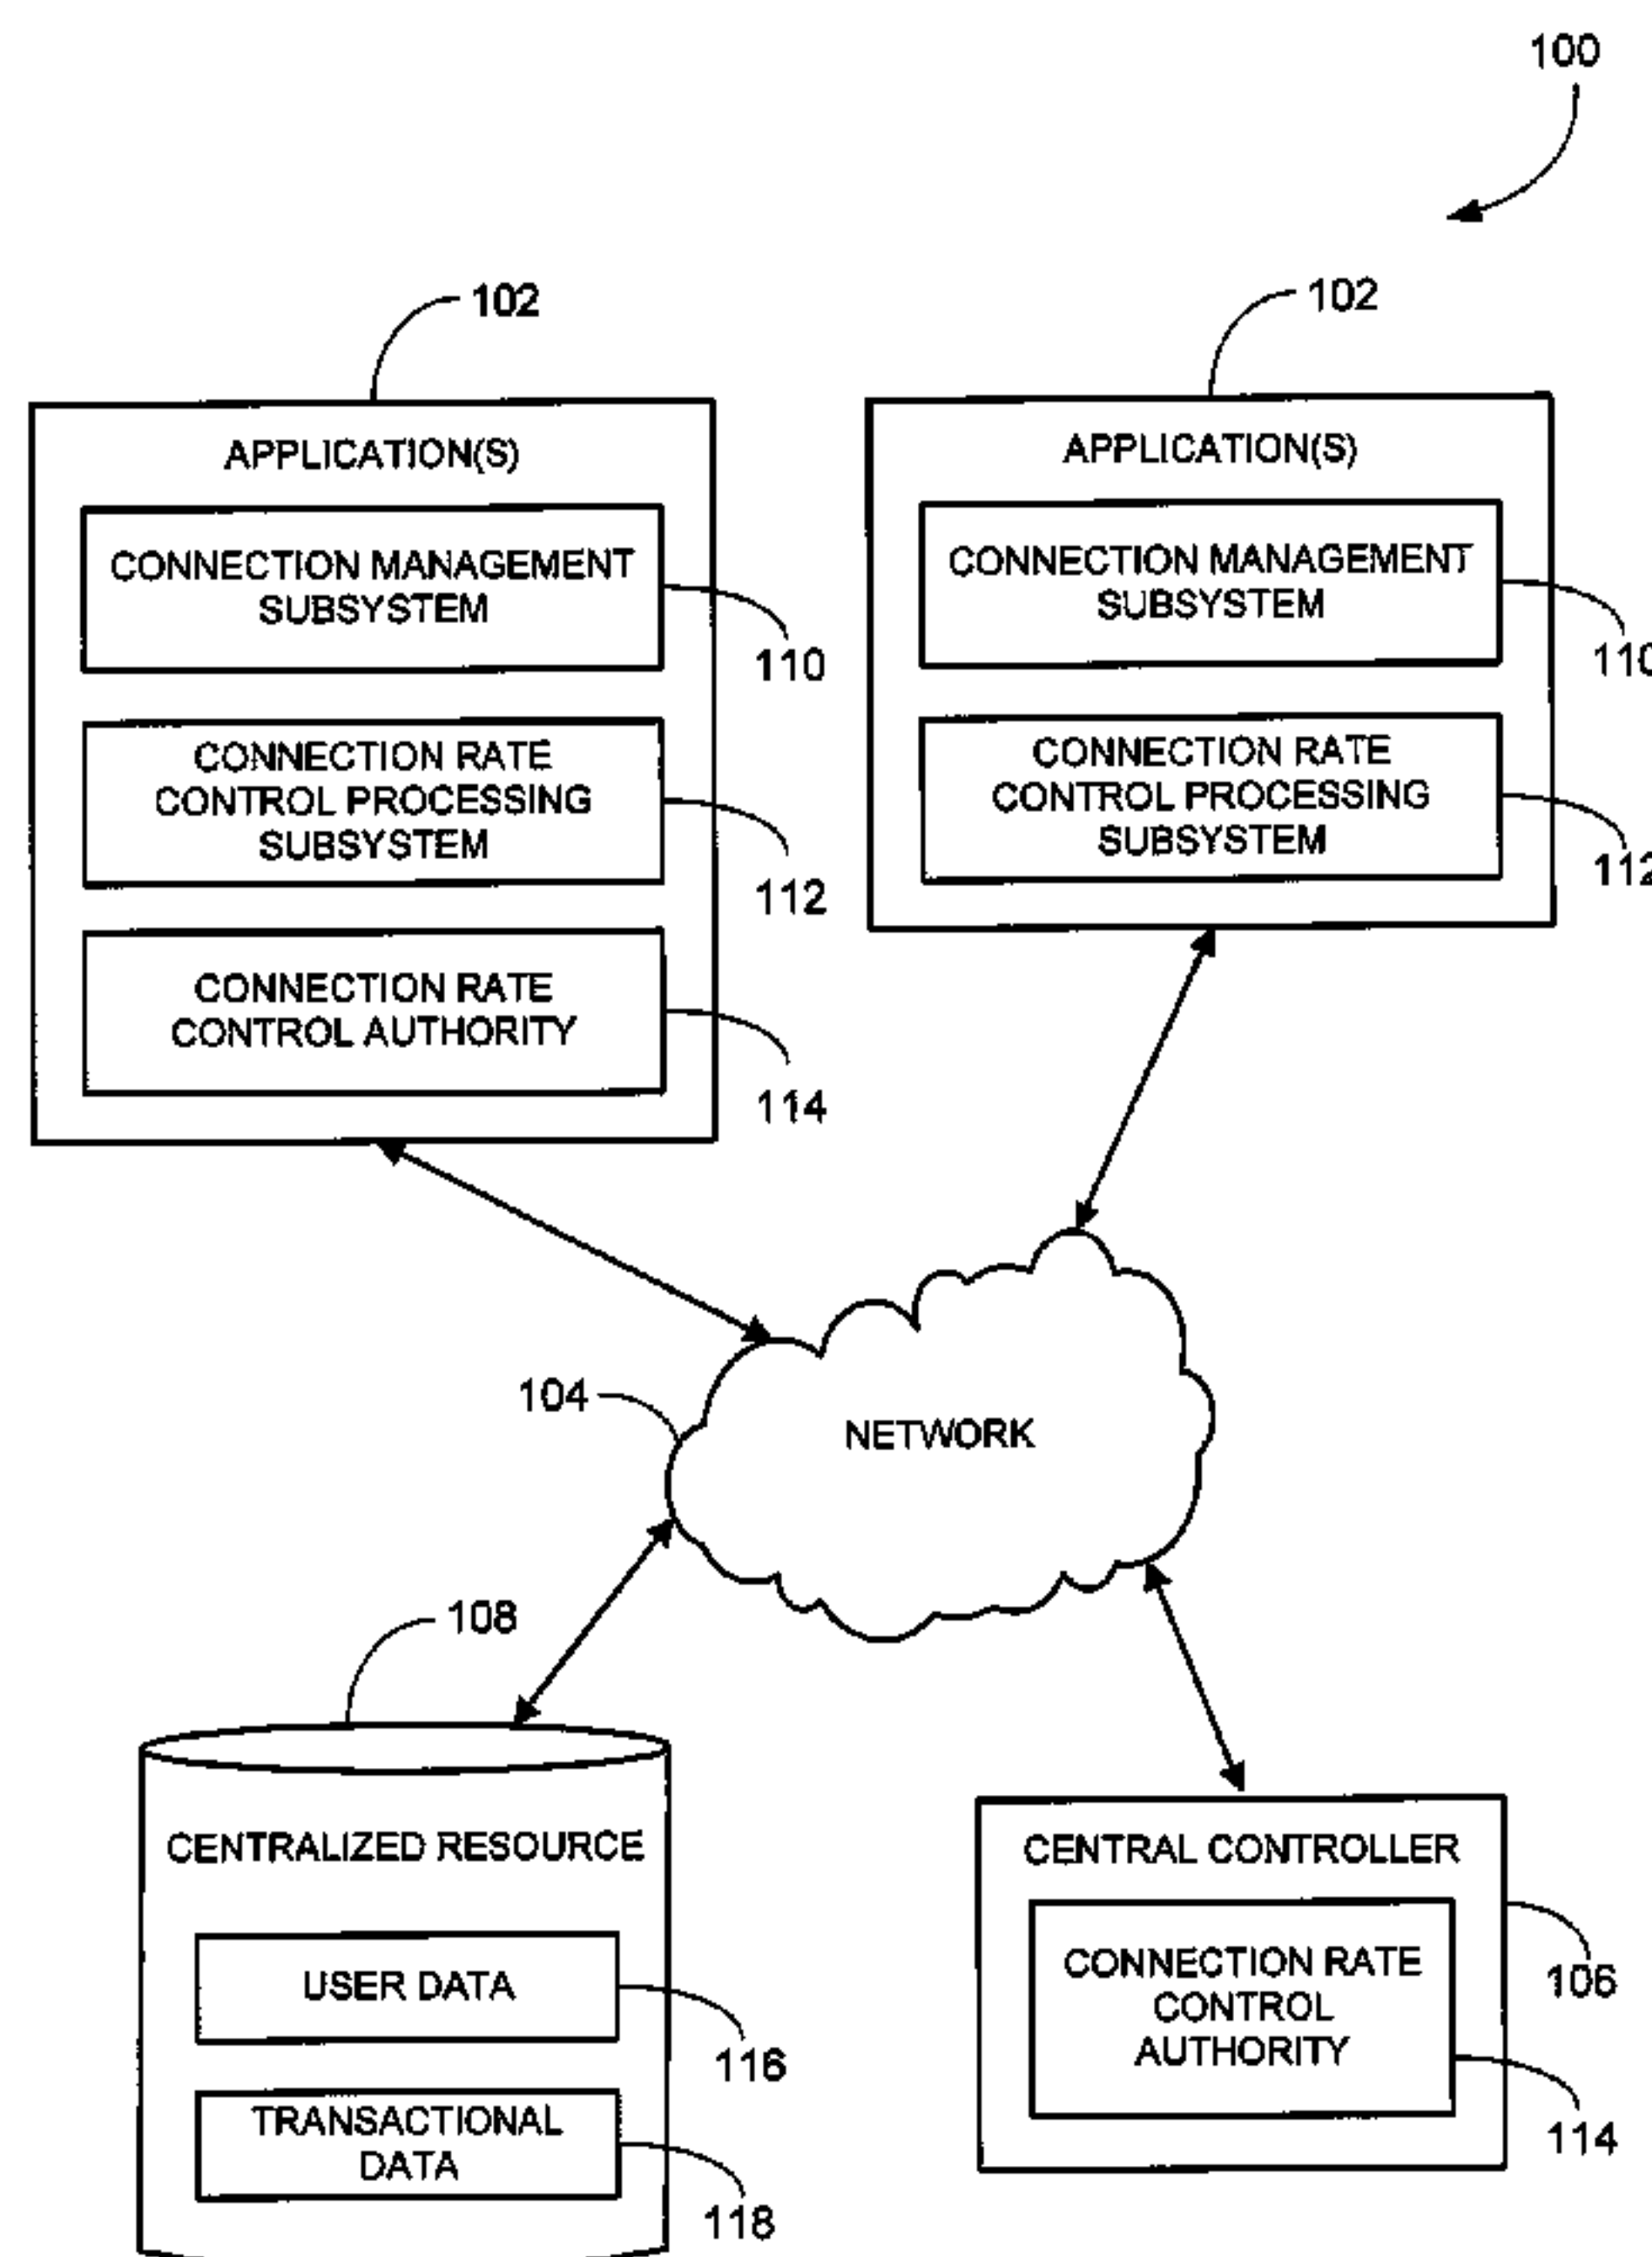 100
102
102
APPLICATION(S)
CONNECTION MANAGEMENT
SUBSYSTEM
110
CONNECTION RATE
CONTROL PROCESSING
SUBSYSTEM
112
CONNECTION RATE
CONTROL AUTHORITY
114
APPLICATION(S)
CONNECTION MANAGEMENT
SUBSYSTEM
110
CONNECTION RATE
CONTROL PROCESSING
SUBSYSTEM
112
104
NETWORK
108
CENTRALIZED RESOURCE
USER DATA
116
TRANSACTIONAL
DATA
118
CENTRAL CONTROLLER
106
CONNECTION RATE
CONTROL
AUTHORITY
114